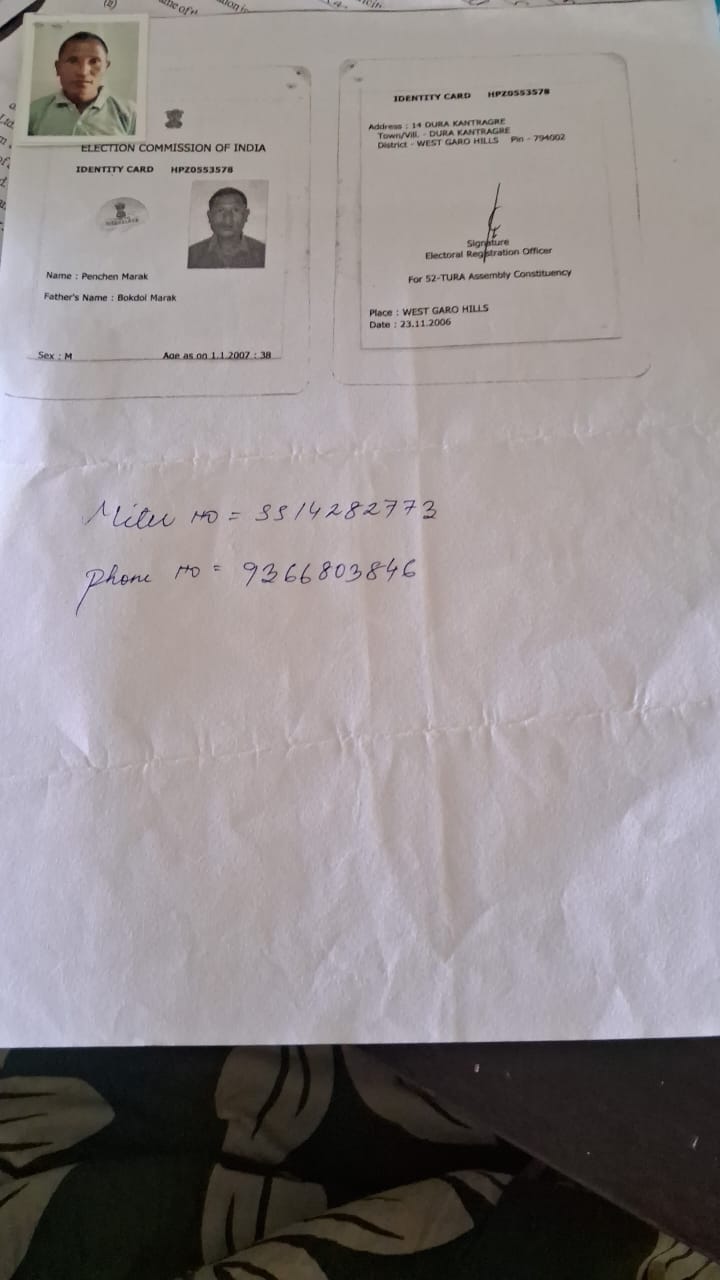 ELECTION COMMISSION OF INDIA
IDENTITY CARD HPZ0553578
Name : Penchen Marak
Father's Name : Bokdol Marak
Sex : M Age as on 1.1.2007 : 38
IDENTITY CARD HPZ0553578
Address : 14 DURA KANTRAGRE
Town/Vill. - DURA KANTRAGRE
District - WEST GARO HILLS Pin - 794002
Signature
Electoral Registration Officer
For 52-TURA Assembly Constituency
Place : WEST GARO HILLS
Date : 23.11.2006
Miter no = SS14282773
Phone no = 9366803846